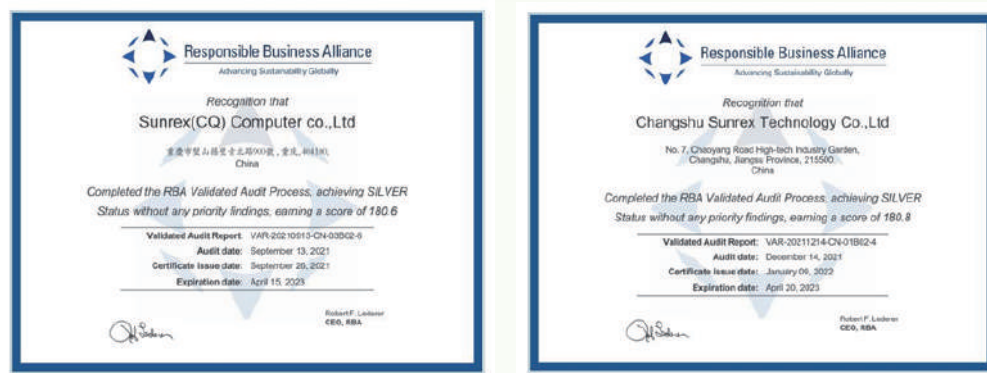 Responsible Business Alliance
Advancing Sustainability Globally
Recognition that
Sunrex(CQ) Computer co.,Ltd
China
Completed the RBA Validated Audit Process, achieving SILVER
Status without any priority findings, earning a score of 180.6
Validated Audit Report:
Audit date: September 13, 2021
Certificate issue date: September 28, 2021
Expiration date: April 15, 2023
Robert F. Lederer
CEO, RBA
Responsible Business Alliance
Advancing Sustainability Globally
Recognition that
Changshu Sunrex Technology Co.,Ltd
No. 7, Chaoyang Road High-tech Industry Garden,
Changshu, Jiangsu Province, 215500
China
Completed the RBA Validated Audit Process, achieving SILVER
Status without any priority findings, earning a score of 180.8
Validated Audit Report: VAR-20211214-CN-01B02-4
Audit date: December 14, 2021
Certificate issue date: January 09, 2022
Expiration date: April 20, 2023
Robert F. Lederer
CEO, RBA